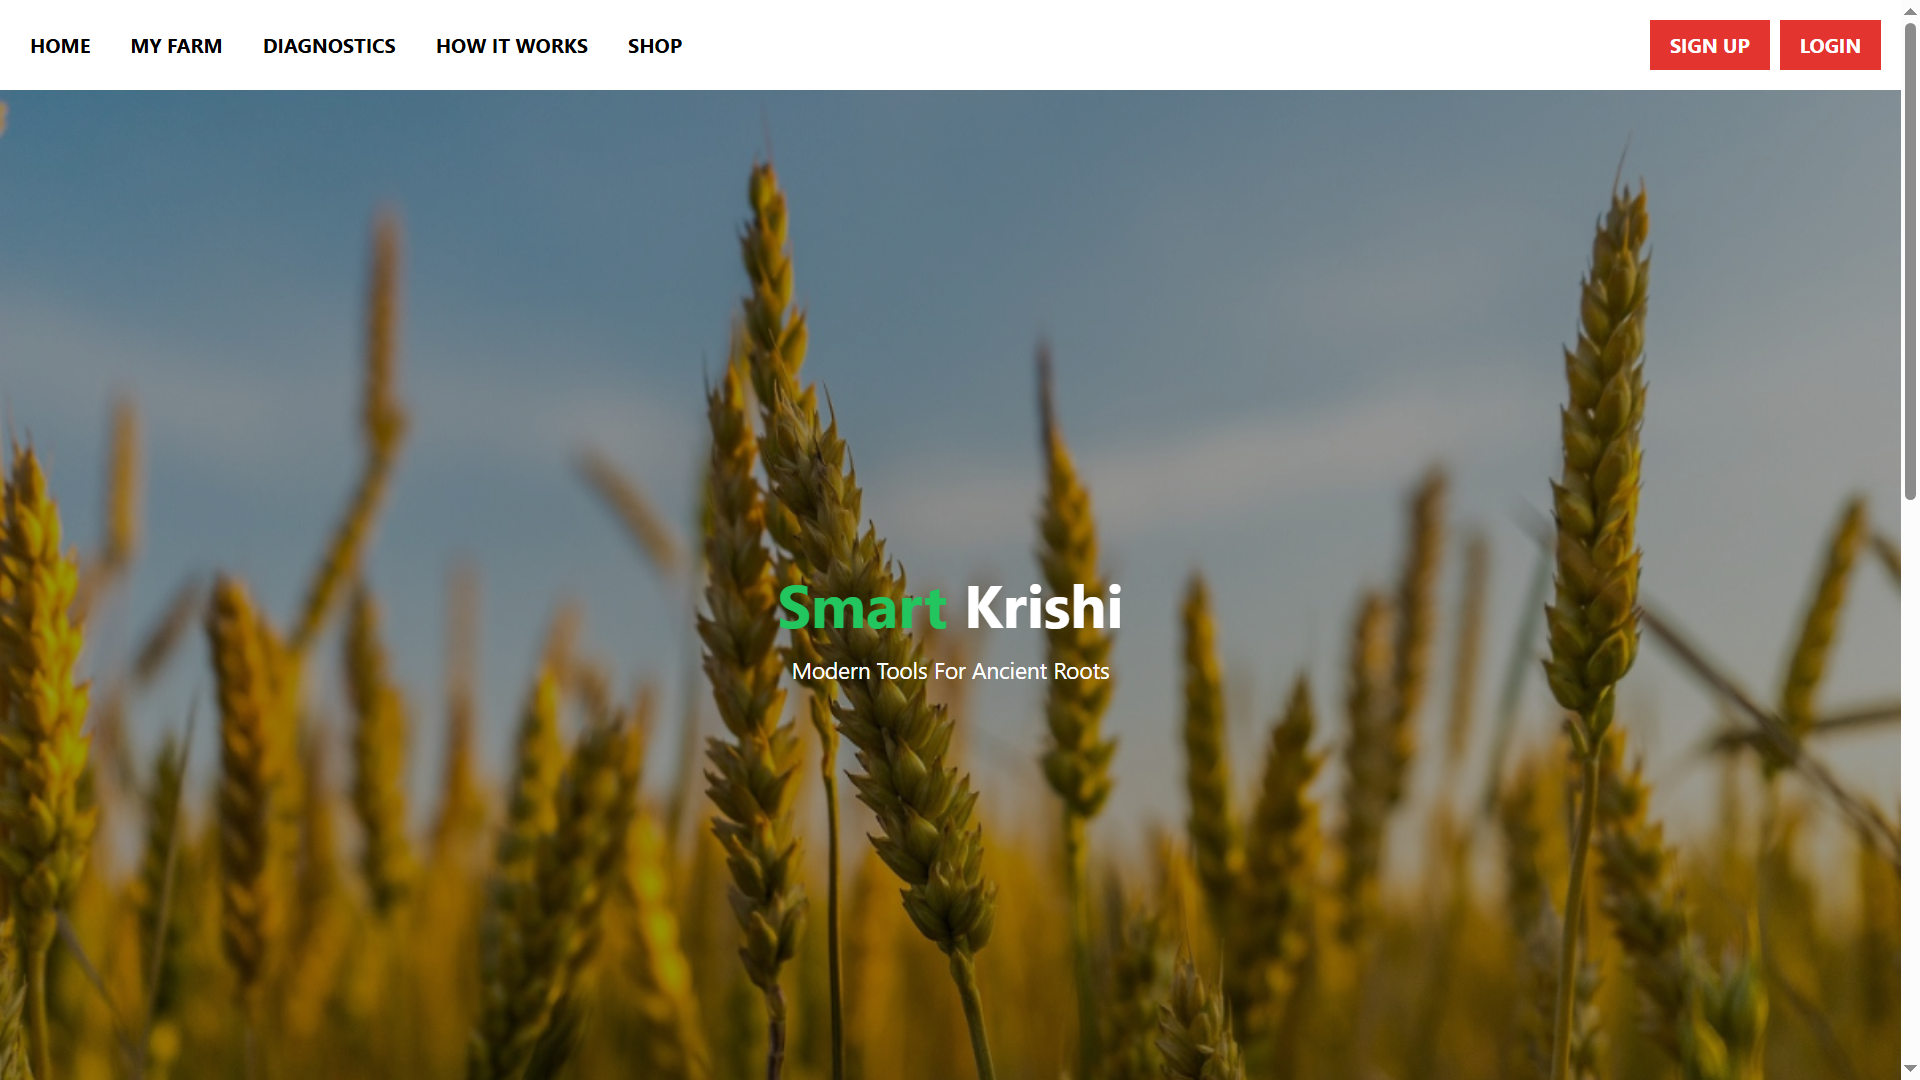 HOME MY FARM DIAGNOSTICS HOW IT WORKS SHOP SIGN UP LOGIN
Smart Krishi
Modern Tools For Ancient Roots